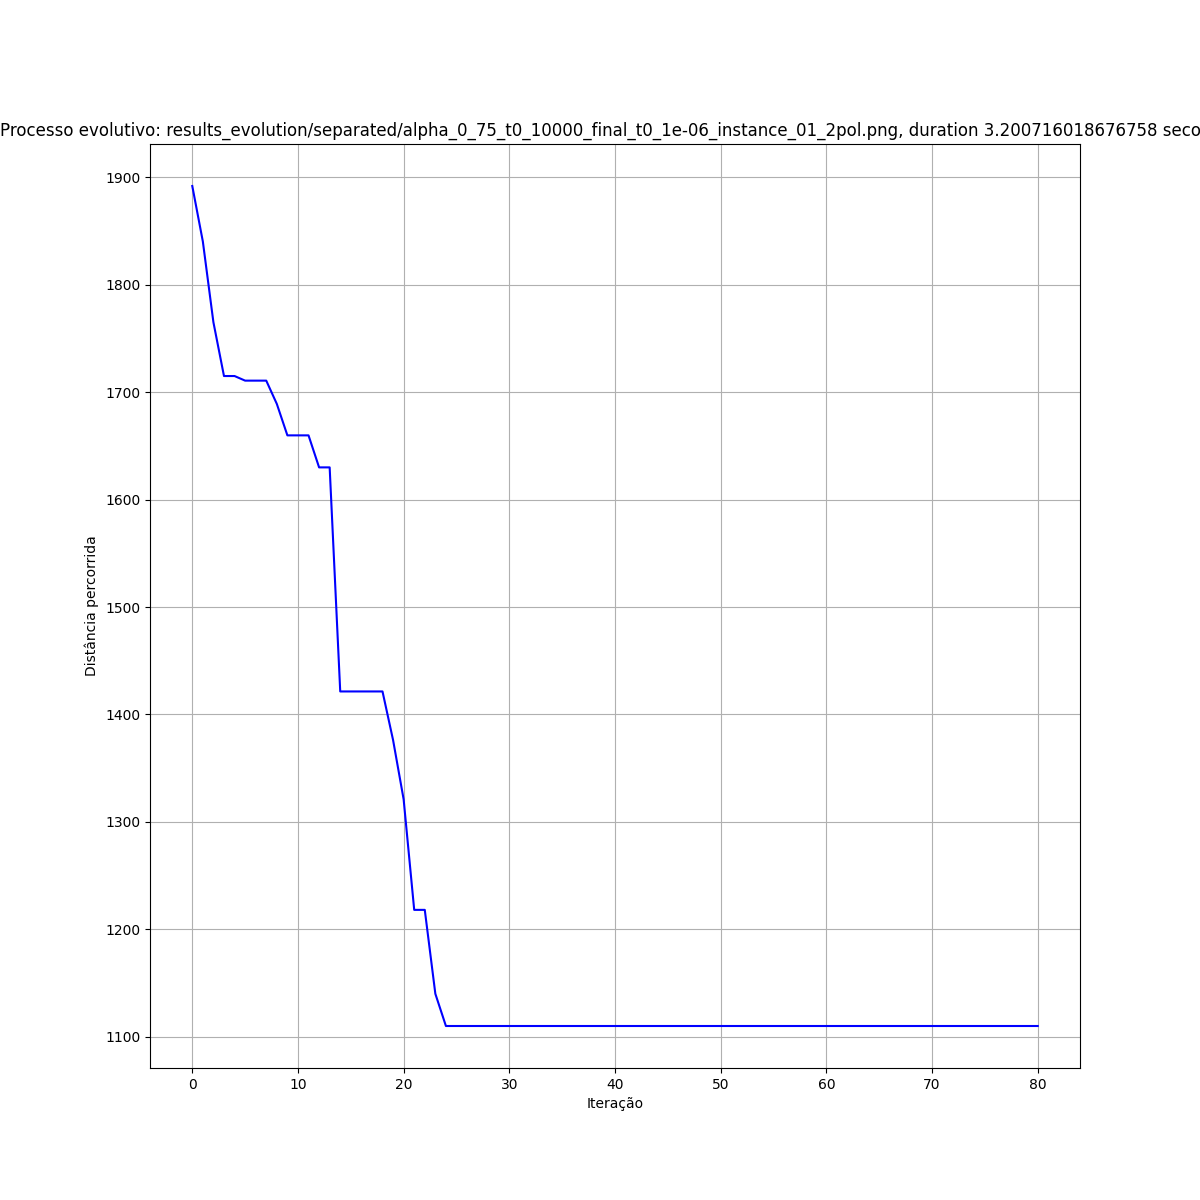 Processo evolutivo: results_evolution/separated/alpha_0_75_t0_10000_final_t0_1e-06_instance_01_2pol.png, duration 3.200716018676758 seco
1900
1800
1700
1600
1500
1400
1300
1200
1100
Distância percorrida
0 10 20 30 40 50 60 70 80
Iteração